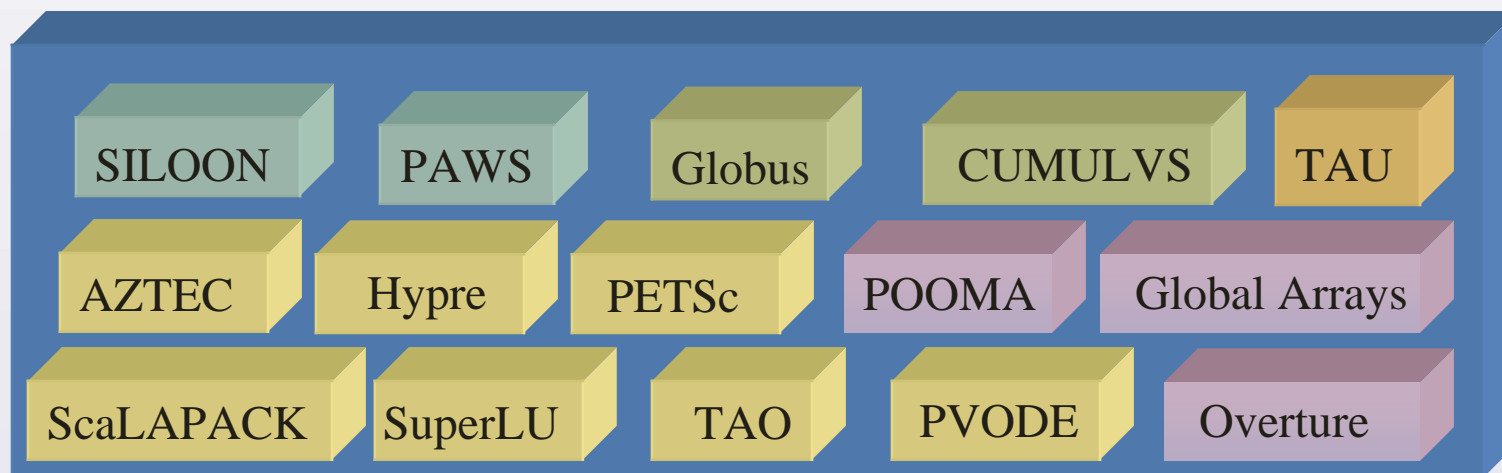 SILOON PAWS Globus CUMULVS TAU
AZTEC Hypre PETSc POOMA Global Arrays
ScaLAPACK SuperLU TAO PVODE Overture